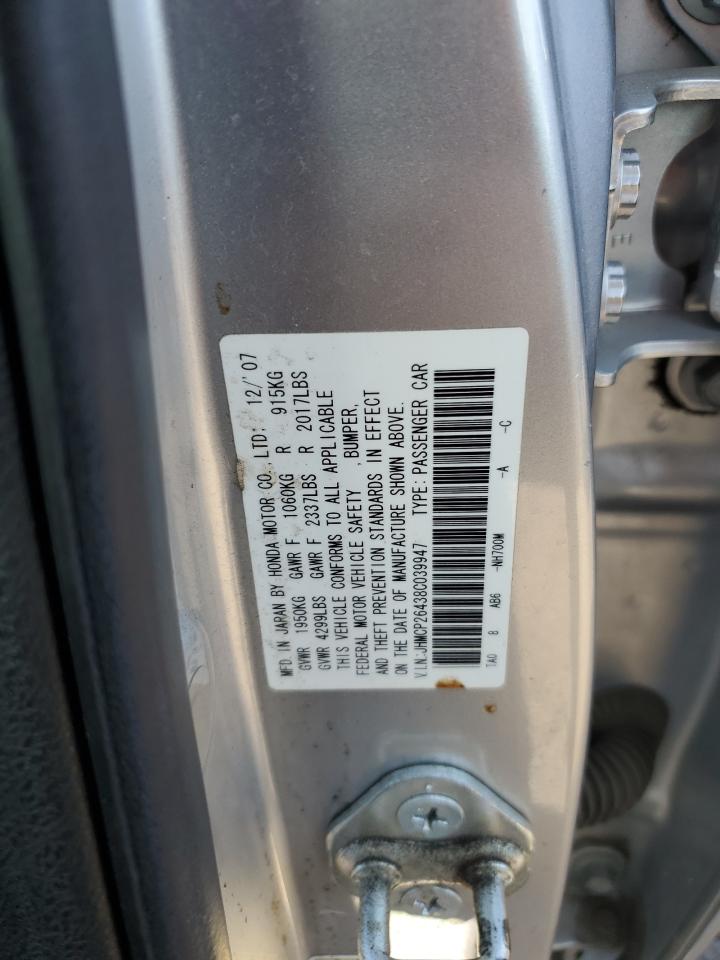 MFD. IN JAPAN BY HONDA MOTOR CO., LTD. 12/'07
GVWR 1950KG GAWR F 1060KG R 915KG
GVWR 4299LBS GAWR F 2337LBS R 2017LBS
THIS VEHICLE CONFORMS TO ALL APPLICABLE
FEDERAL MOTOR VEHICLE SAFETY , BUMPER,
AND THEFT PREVENTION STANDARDS IN EFFECT
ON THE DATE OF MANUFACTURE SHOWN ABOVE.
V.I.N.:JHMCP26438C039947 TYPE: PASSENGER CAR
TA0 8 AB6 -NH700M -A -C
E